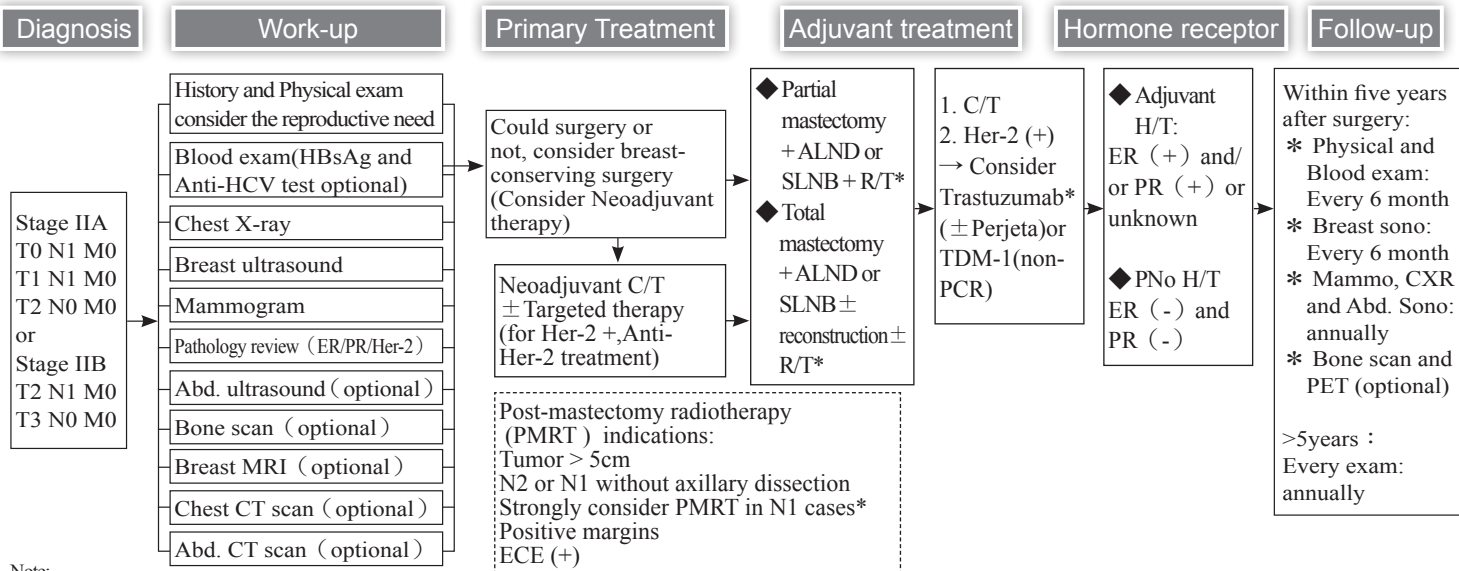 Diagnosis
Work-up
Primary Treatment
Adjuvant treatment
Hormone receptor
Follow-up
Stage IIA
T0 N1 M0
T1 N1 M0
T2 N0 M0
or
Stage IIB
T2 N1 M0
T3 N0 M0
History and Physical exam
consider the reproductive need
Blood exam(HBsAg and
Anti-HCV test optional)
Chest X-ray
Breast ultrasound
Mammogram
Pathology review（ER/PR/Her-2）
Abd. ultrasound（optional）
Bone scan（optional）
Breast MRI（optional）
Chest CT scan（optional）
Abd. CT scan（optional）
Could surgery or
not, consider breast-
conserving surgery
(Consider Neoadjuvant
therapy)
Neoadjuvant C/T
±Targeted therapy
(for Her-2 +,Anti-
Her-2 treatment)
Post-mastectomy radiotherapy
(PMRT ) indications:
Tumor > 5cm
N2 or N1 without axillary dissection
Strongly consider PMRT in N1 cases*
Positive margins
ECE (+)
◆ Partial
mastectomy
+ALND or
SLNB+R/T*
◆ Total
mastectomy
+ALND or
SLNB±
reconstruction±
R/T*
1. C/T
2. Her-2 (+)
→ Consider
Trastuzumab*
(±Perjeta)or
TDM-1(non-
PCR)
◆ Adjuvant
H/T:
ER（+）and/
or PR（+）or
unknown
◆PNo H/T
ER（-）and
PR（-）
Within five years
after surgery:
* Physical and
Blood exam:
Every 6 month
* Breast sono:
Every 6 month
* Mammo, CXR
and Abd. Sono:
annually
* Bone scan and
PET (optional)
>5years：
Every exam:
annually
Note: